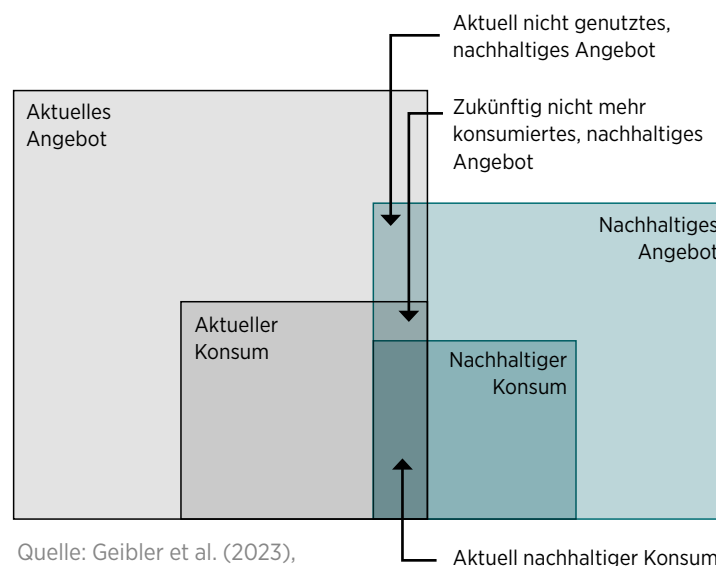 Aktuell nicht genutztes,
nachhaltiges Angebot
Aktuelles
Angebot
Zukünftig nicht mehr
konsumiertes, nachhaltiges
Angebot
Nachhaltiges
Angebot
Aktueller
Konsum
Nachhaltiger
Konsum
Quelle: Geibler et al. (2023),
Aktuell nachhaltiger Konsum